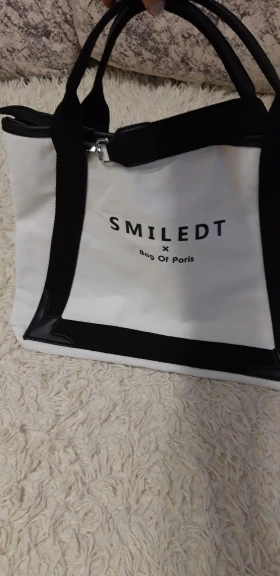 SMILEDT
x
Bag Of Paris